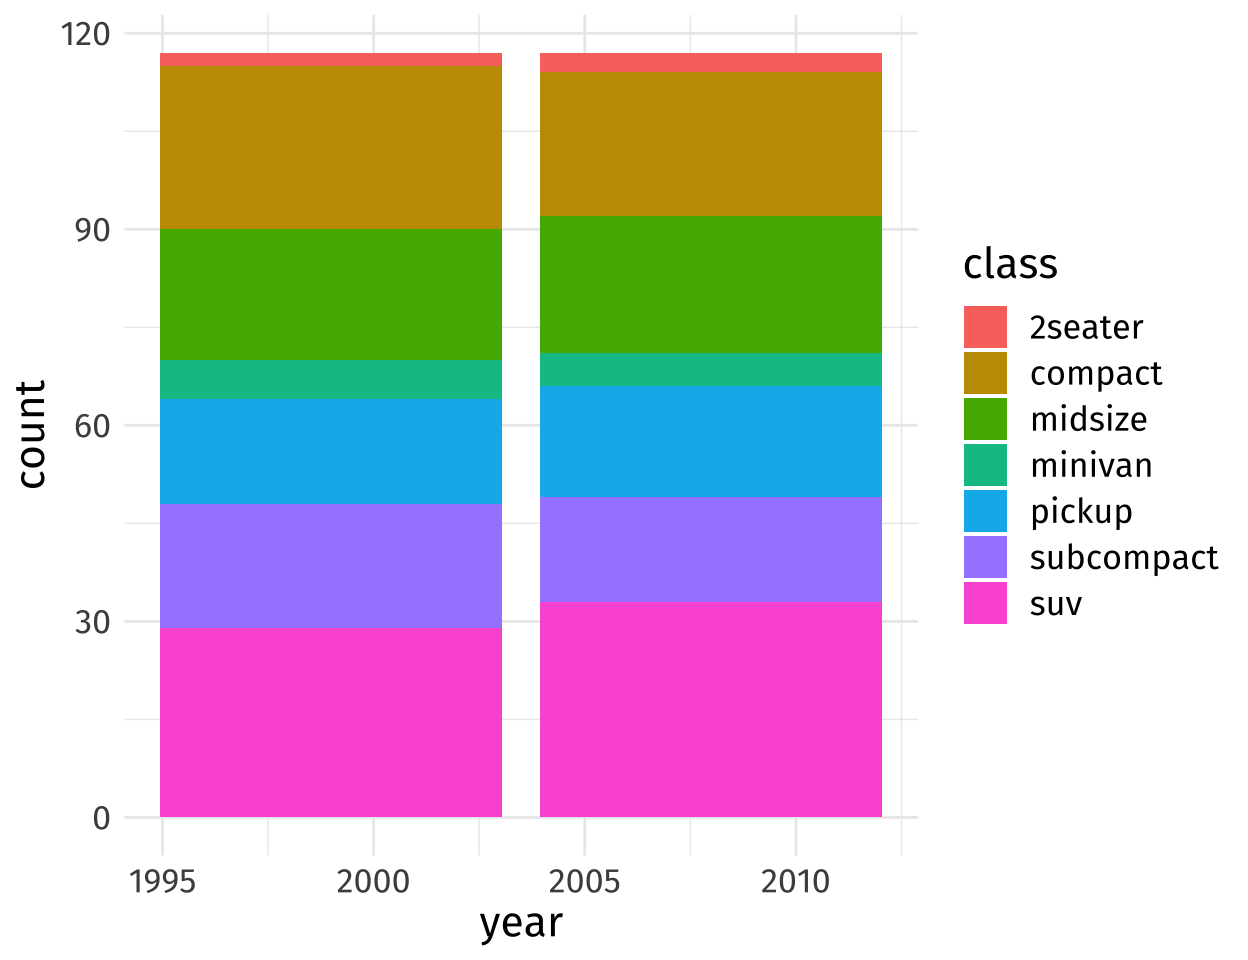 120
90
60
30
0
count
1995 2000 2005 2010
year
class
2seater
compact
midsize
minivan
pickup
subcompact
suv